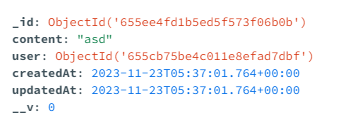 _id: ObjectId('655ee4fd1b5ed5f573f06b0b')
content: "asd"
user: ObjectId('655cb75be4c011e8efad7dbf')
createdAt: 2023-11-23T05:37:01.764+00:00
updatedAt: 2023-11-23T05:37:01.764+00:00
__v: 0